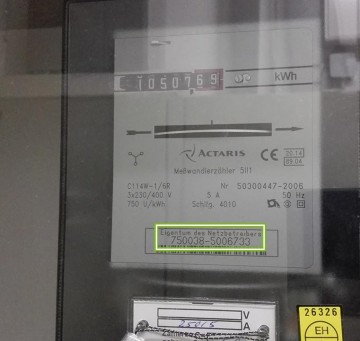 1050769
kWh
ACTARIS
CE
Meßwandlerzähler 5II1
C114W-1/6R Nr 50300447-2006
3x230/400 V 5 A 50 Hz
750 U/kWh Schltg. 4010
Eigentum des Netzbetreibers
750038-5006733
V
A
26326
EH